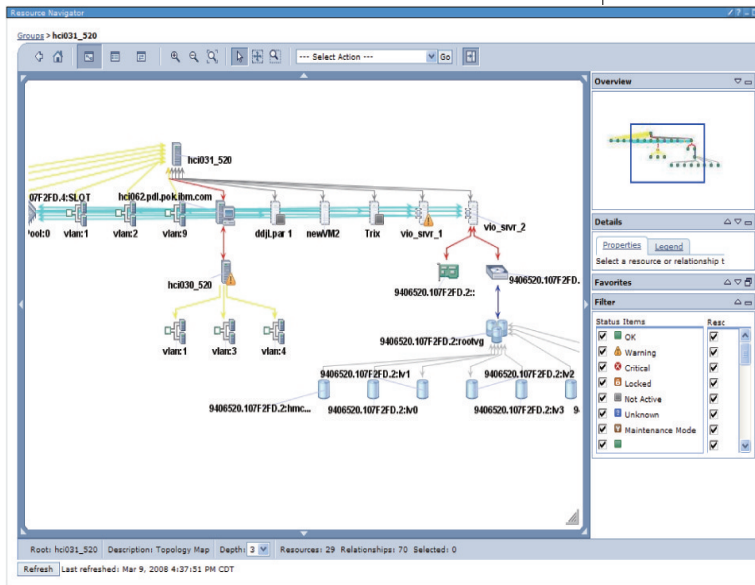 Resource Navigator
Groups > hci031_520
--- Select Action ---
Go
hci031_520
07F2FD.4:SLOT
hci062.pdl.pok.ibm.com
Pool:0
vlan:1
vlan:2
vlan:9
ddjLpar 1
newVM2
Trix
vio_srvr_1
vio_srvr_2
hci030_520
9406520.107F2FD.2::
9406520.107F2FD.
vlan:1
vlan:3
vlan:4
9406520.107F2FD.2:rootvg
9406520.107F2FD.2:lv1
9406520.107F2FD.2:lv2
9406520.107F2FD.2:hmc...
9406520.107F2FD.2:lv0
9406520.107F2FD.2:lv3
94
Overview
Details
Properties
Legend
Select a resource or relationship t
Favorites
Filter
Status Items
Resc
OK
Warning
Critical
Locked
Not Active
Unknown
Maintenance Mode
Root: hci031_520 Description: Topology Map Depth: 3 Resources: 29 Relationships: 70 Selected: 0
Refresh Last refreshed: Mar 9, 2008 4:37:51 PM CDT